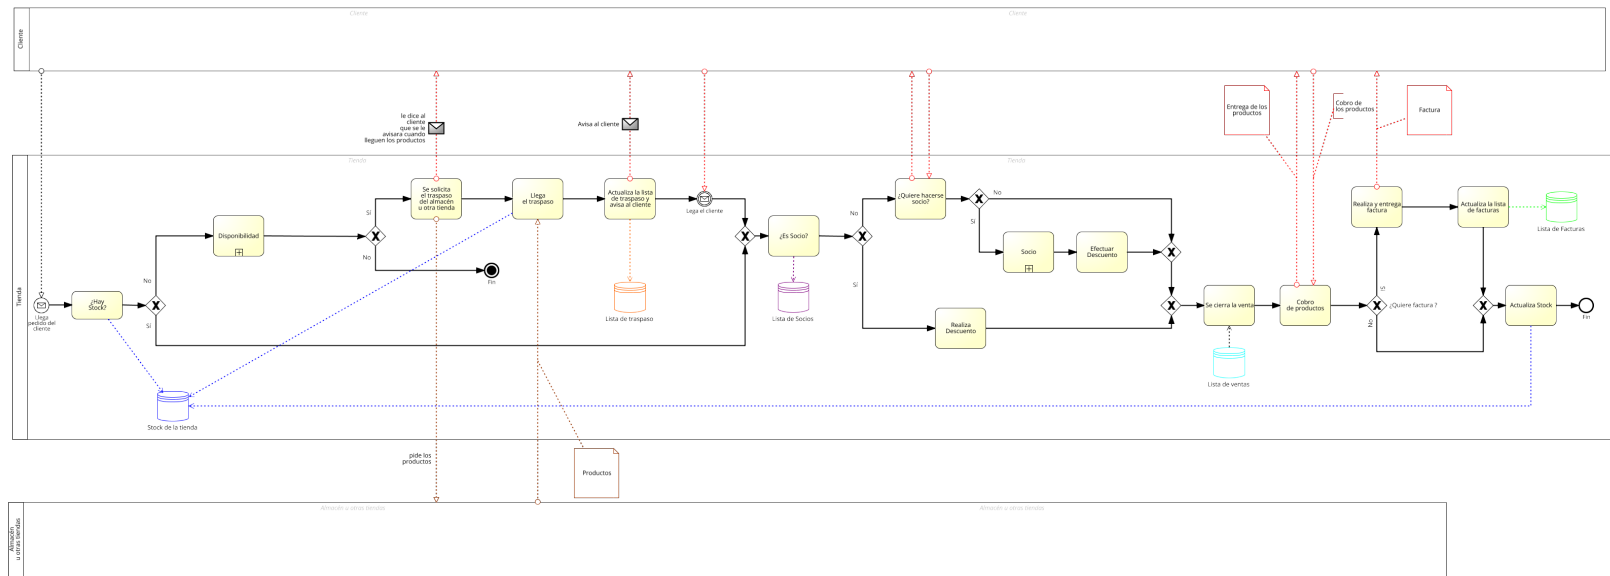 Cliente
Cliente
Cliente
le dice al
cliente
que se le
avisara cuando
lleguen los productos
Avisa al cliente
Entrega de los
productos
Cobro de
los productos
Factura
Tienda
Tienda
Tienda
Llega
pedido del
cliente
¿Hay
Stock?
No
Sí
Disponibilidad
Sí
No
Se solicita
el traspaso
del almacén
u otra tienda
Fin
Llega
el traspaso
Actualiza la lista
de traspaso y
avisa al cliente
Lega el cliente
Lista de traspaso
¿Es Socio?
Lista de Socios
No
Sí
¿Quiere hacerse
socio?
No
Sí
Socio
Efectuar
Descuento
Realiza
Descuento
Se cierra la venta
Lista de ventas
Cobro
de productos
Sí
No
¿Quiere factura ?
Realiza y entrega
factura
Actualiza la lista
de facturas
Lista de Facturas
Actualiza Stock
Fin
Stock de la tienda
pide los
productos
Productos
Almacén
u otras tiendas
Almacén u otras tiendas
Almacén u otras tiendas